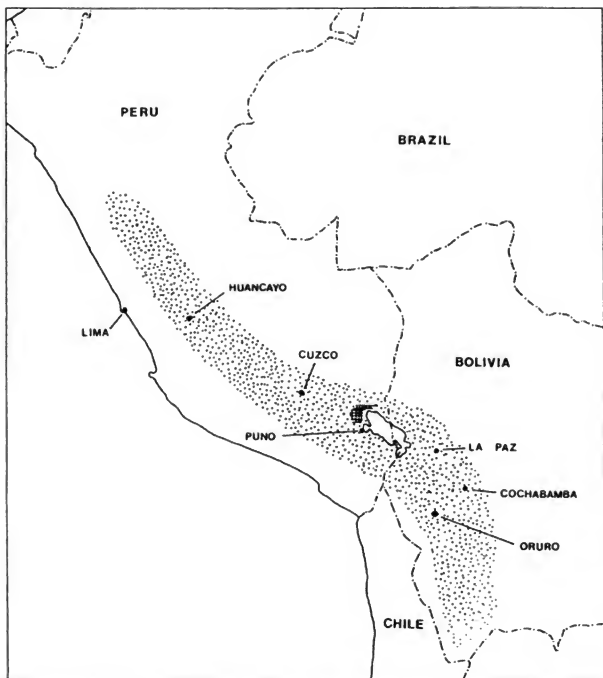 PERU
BRAZIL
HUANCAYO
LIMA
CUZCO
BOLIVIA
PUNO
LA PAZ
COCHABAMBA
ORURO
CHILE